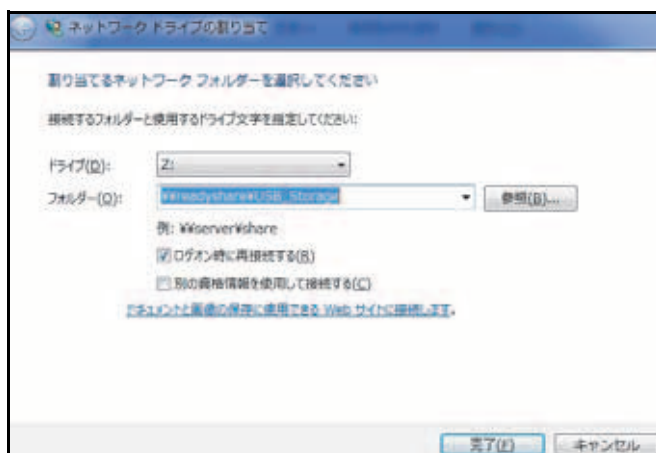 ネットワーク ドライブの割り当て
割り当てるネットワーク フォルダーを選択してください
接続するフォルダーと使用するドライブ文字を指定してください:
ドライブ(D): Z:
フォルダー(O): ¥¥readyshare¥USB_Storage 参照(B)...
例: ¥¥server¥share
ログオン時に再接続する(R)
別の資格情報を使用して接続する(C)
ドキュメントと画像の保存に使用できる Web サイトに接続します。
完了(F) キャンセル